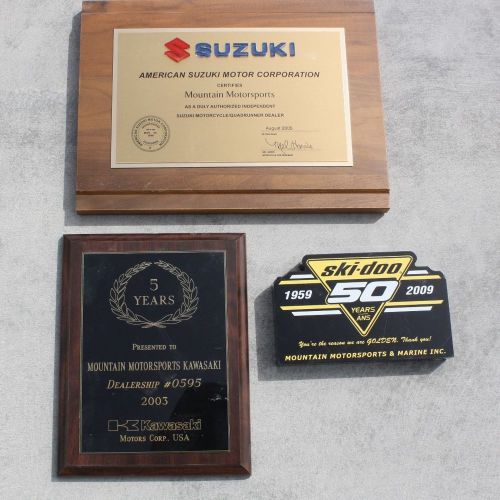 SUZUKI
AMERICAN SUZUKI MOTOR CORPORATION
CERTIFIES
Mountain Motorsports
AS A DULY AUTHORIZED INDEPENDENT
SUZUKI MOTORCYCLE/QUADRUNNER DEALER
5
YEARS
PRESENTED TO
MOUNTAIN MOTORSPORTS KAWASAKI
DEALERSHIP #0595
2003
Kawasaki
MOTORS CORP. USA
ski-doo
1959 50 2009
YEARS
ANS
You're the reason we are GOLDEN. Thank you!
MOUNTAIN MOTORSPORTS & MARINE INC.